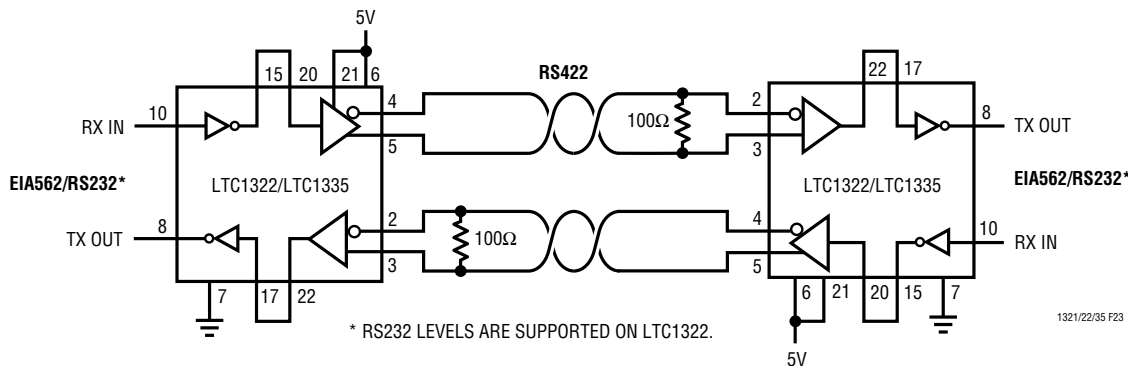 5V
RS422
15 20 21 6
22 17
10
4
2
8
RX IN
100Ω
TX OUT
5
3
EIA562/RS232*
LTC1322/LTC1335
LTC1322/LTC1335
EIA562/RS232*
8
2
4
10
TX OUT
100Ω
RX IN
3
5
7
17 22
6 21 20 15 7
* RS232 LEVELS ARE SUPPORTED ON LTC1322.
1321/22/35 F23
5V